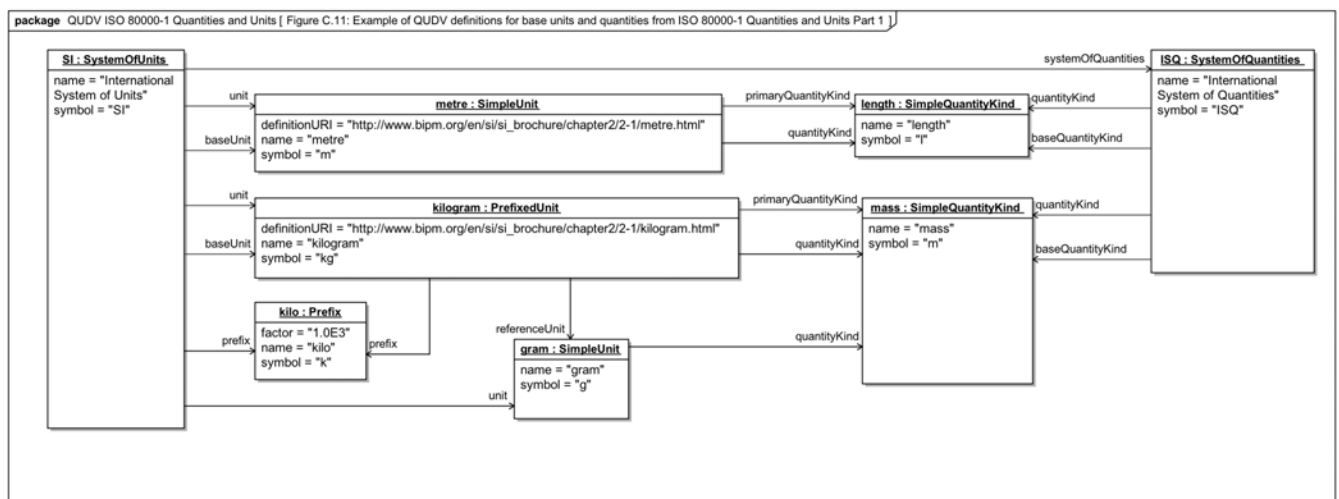 package QUDV ISO 80000-1 Quantities and Units [ Figure C.11: Example of QUDV definitions for base units and quantities from ISO 80000-1 Quantities and Units Part 1 ]
SI : SystemOfUnits
name = "International
System of Units"
symbol = "SI"
systemOfQuantities
ISQ : SystemOfQuantities
name = "International
System of Quantities"
symbol = "ISQ"
unit
baseUnit
metre : SimpleUnit
definitionURI = "http://www.bipm.org/en/si/si_brochure/chapter2/2-1/metre.html"
name = "metre"
symbol = "m"
primaryQuantityKind
quantityKind
length : SimpleQuantityKind
name = "length"
symbol = "l"
quantityKind
baseQuantityKind
unit
baseUnit
kilogram : PrefixedUnit
definitionURI = "http://www.bipm.org/en/si/si_brochure/chapter2/2-1/kilogram.html"
name = "kilogram"
symbol = "kg"
primaryQuantityKind
quantityKind
mass : SimpleQuantityKind
name = "mass"
symbol = "m"
quantityKind
baseQuantityKind
prefix
kilo : Prefix
factor = "1.0E3"
name = "kilo"
symbol = "k"
prefix
referenceUnit
gram : SimpleUnit
name = "gram"
symbol = "g"
quantityKind
unit